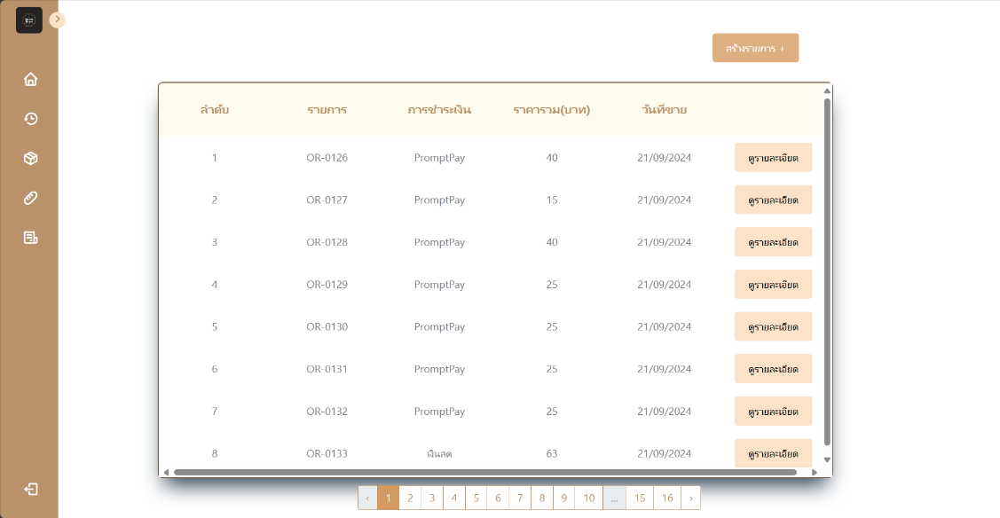 สร้างรายการ +
ลำดับ รายการ การชำระเงิน ราคารวม(บาท) วันที่ขาย
1 OR-0126 PromptPay 40 21/09/2024 ดูรายละเอียด
2 OR-0127 PromptPay 15 21/09/2024 ดูรายละเอียด
3 OR-0128 PromptPay 40 21/09/2024 ดูรายละเอียด
4 OR-0129 PromptPay 25 21/09/2024 ดูรายละเอียด
5 OR-0130 PromptPay 25 21/09/2024 ดูรายละเอียด
6 OR-0131 PromptPay 25 21/09/2024 ดูรายละเอียด
7 OR-0132 PromptPay 25 21/09/2024 ดูรายละเอียด
8 OR-0133 เงินสด 63 21/09/2024 ดูรายละเอียด
‹ 1 2 3 4 5 6 7 8 9 10 ... 15 16 ›